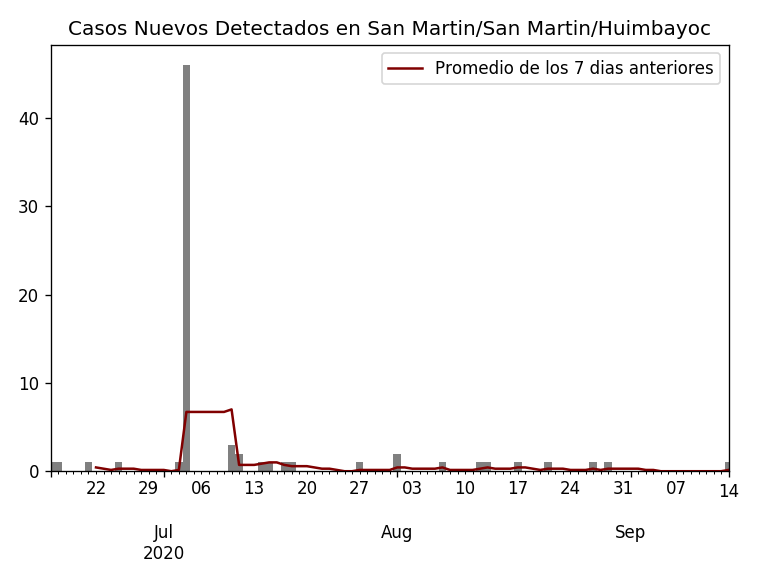 Casos Nuevos Detectados en San Martin/San Martin/Huimbayoc
Promedio de los 7 dias anteriores
40
30
20
10
0
22 29 06 13 20 27 03 10 17 24 31 07 14
Jul Aug Sep
2020